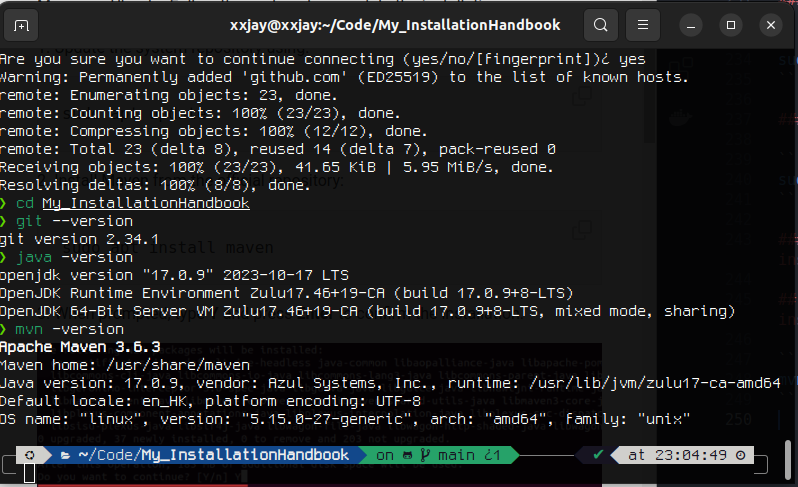 xxjay@xxjay:~/Code/My_InstallationHandbook
Are you sure you want to continue connecting (yes/no/[fingerprint])¿ yes
Warning: Permanently added 'github.com' (ED25519) to the list of known hosts.
remote: Enumerating objects: 23, done.
remote: Counting objects: 100% (23/23), done.
remote: Compressing objects: 100% (12/12), done.
remote: Total 23 (delta 8), reused 14 (delta 7), pack-reused 0
Receiving objects: 100% (23/23), 41.65 KiB | 5.95 MiB/s, done.
Resolving deltas: 100% (8/8), done.
❯ cd My_InstallationHandbook
❯ git --version
git version 2.34.1
❯ java -version
openjdk version "17.0.9" 2023-10-17 LTS
OpenJDK Runtime Environment Zulu17.46+19-CA (build 17.0.9+8-LTS)
OpenJDK 64-Bit Server VM Zulu17.46+19-CA (build 17.0.9+8-LTS, mixed mode, sharing)
❯ mvn -version
Apache Maven 3.6.3
Maven home: /usr/share/maven
Java version: 17.0.9, vendor: Azul Systems, Inc., runtime: /usr/lib/jvm/zulu17-ca-amd64
Default locale: en_HK, platform encoding: UTF-8
OS name: "linux", version: "5.15.0-27-generic", arch: "amd64", family: "unix"
~/Code/My_InstallationHandbook on main ¿1 ✔ at 23:04:49